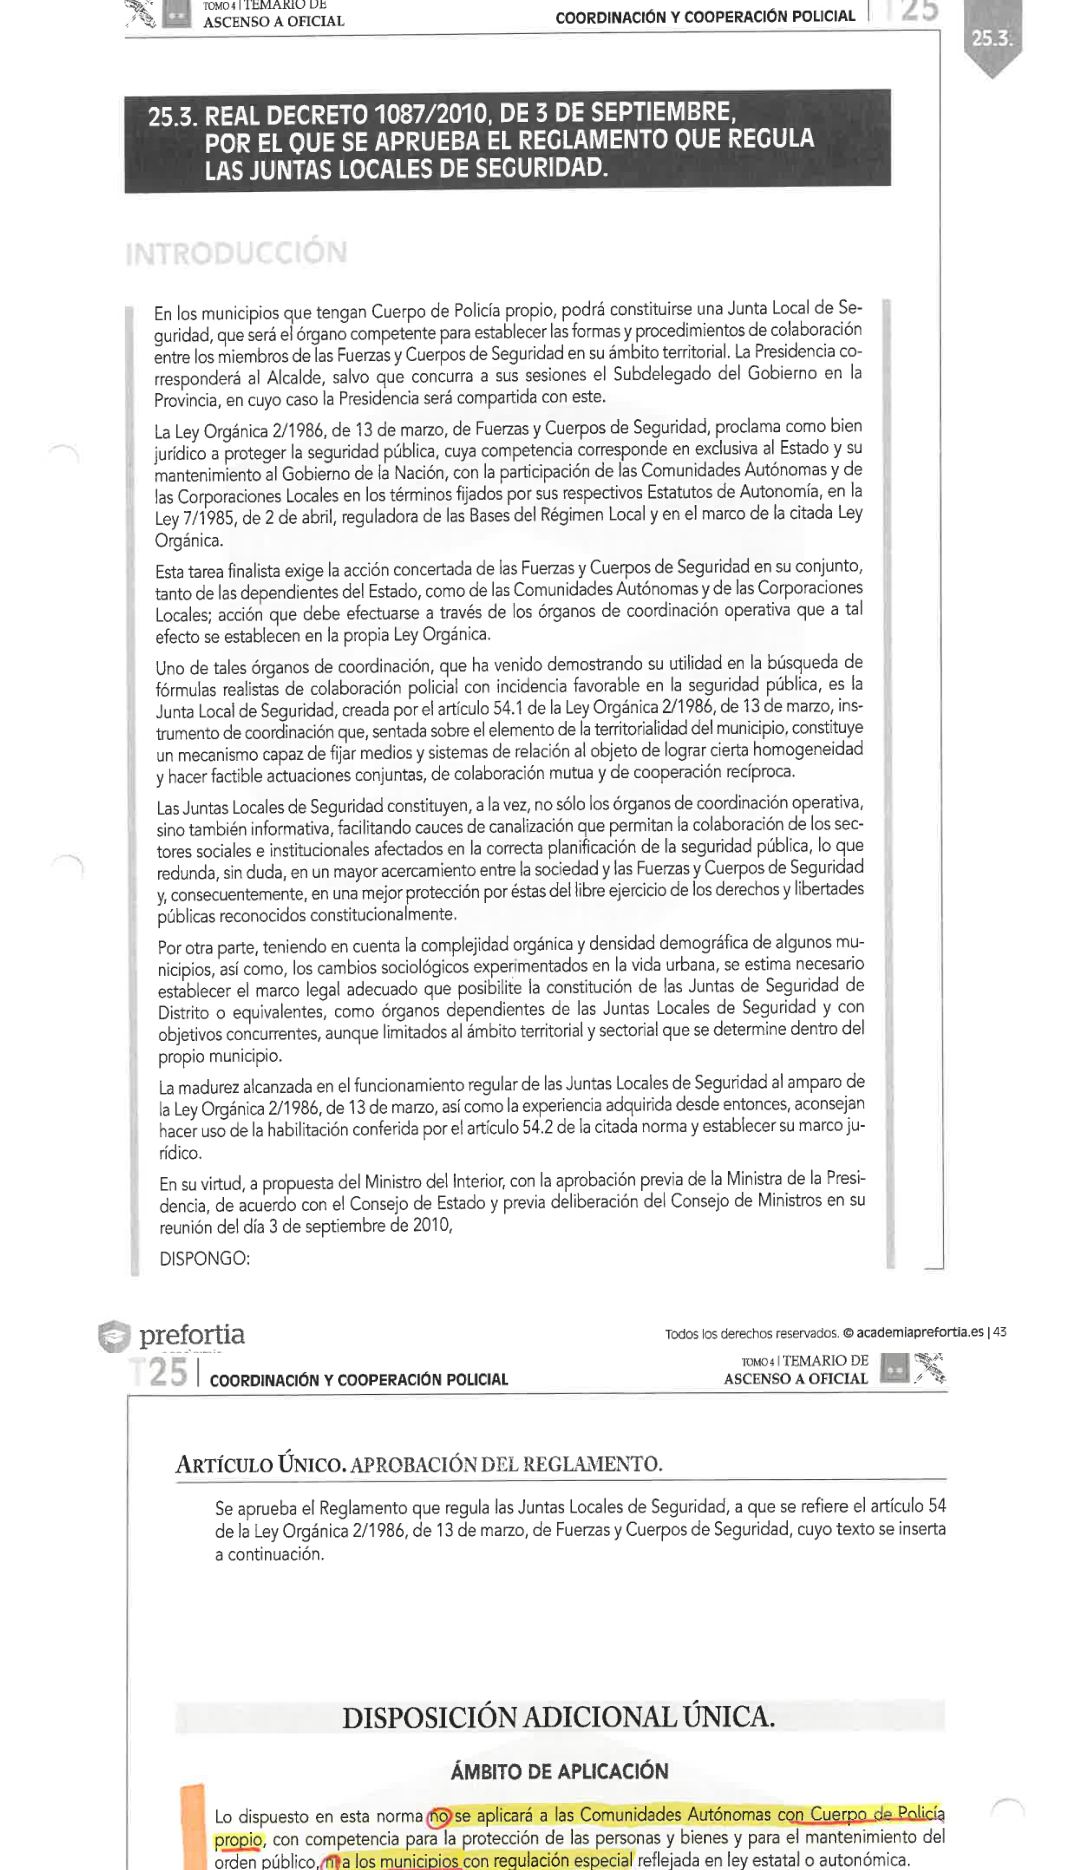 TOMO 4 | TEMARIO DE
ASCENSO A OFICIAL
COORDINACIÓN Y COOPERACIÓN POLICIAL | T25
25.3.
25.3. REAL DECRETO 1087/2010, DE 3 DE SEPTIEMBRE,
POR EL QUE SE APRUEBA EL REGLAMENTO QUE REGULA
LAS JUNTAS LOCALES DE SEGURIDAD.
INTRODUCCIÓN
En los municipios que tengan Cuerpo de Policía propio, podrá constituirse una Junta Local de Se-
guridad, que será el órgano competente para establecer las formas y procedimientos de colaboración
entre los miembros de las Fuerzas y Cuerpos de Seguridad en su ámbito territorial. La Presidencia co-
rresponderá al Alcalde, salvo que concurra a sus sesiones el Subdelegado del Gobierno en la
Provincia, en cuyo caso la Presidencia será compartida con este.
La Ley Orgánica 2/1986, de 13 de marzo, de Fuerzas y Cuerpos de Seguridad, proclama como bien
jurídico a proteger la seguridad pública, cuya competencia corresponde en exclusiva al Estado y su
mantenimiento al Gobierno de la Nación, con la participación de las Comunidades Autónomas y de
las Corporaciones Locales en los términos fijados por sus respectivos Estatutos de Autonomía, en la
Ley 7/1985, de 2 de abril, reguladora de las Bases del Régimen Local y en el marco de la citada Ley
Orgánica.
Esta tarea finalista exige la acción concertada de las Fuerzas y Cuerpos de Seguridad en su conjunto,
tanto de las dependientes del Estado, como de las Comunidades Autónomas y de las Corporaciones
Locales; acción que debe efectuarse a través de los órganos de coordinación operativa que a tal
efecto se establecen en la propia Ley Orgánica.
Uno de tales órganos de coordinación, que ha venido demostrando su utilidad en la búsqueda de
fórmulas realistas de colaboración policial con incidencia favorable en la seguridad pública, es la
Junta Local de Seguridad, creada por el artículo 54.1 de la Ley Orgánica 2/1986, de 13 de marzo, ins-
trumento de coordinación que, sentada sobre el elemento de la territorialidad del municipio, constituye
un mecanismo capaz de fijar medios y sistemas de relación al objeto de lograr cierta homogeneidad
y hacer factible actuaciones conjuntas, de colaboración mutua y de cooperación recíproca.
Las Juntas Locales de Seguridad constituyen, a la vez, no sólo los órganos de coordinación operativa,
sino también informativa, facilitando cauces de canalización que permitan la colaboración de los sec-
tores sociales e institucionales afectados en la correcta planificación de la seguridad pública, lo que
redunda, sin duda, en un mayor acercamiento entre la sociedad y las Fuerzas y Cuerpos de Seguridad
y, consecuentemente, en una mejor protección por éstas del libre ejercicio de los derechos y libertades
públicas reconocidos constitucionalmente.
Por otra parte, teniendo en cuenta la complejidad orgánica y densidad demográfica de algunos mu-
nicipios, así como, los cambios sociológicos experimentados en la vida urbana, se estima necesario
establecer el marco legal adecuado que posibilite la constitución de las Juntas de Seguridad de
Distrito o equivalentes, como órganos dependientes de las Juntas Locales de Seguridad y con
objetivos concurrentes, aunque limitados al ámbito territorial y sectorial que se determine dentro del
propio municipio.
La madurez alcanzada en el funcionamiento regular de las Juntas Locales de Seguridad al amparo de
la Ley Orgánica 2/1986, de 13 de marzo, así como la experiencia adquirida desde entonces, aconsejan
hacer uso de la habilitación conferida por el artículo 54.2 de la citada norma y establecer su marco ju-
rídico.
En su virtud, a propuesta del Ministro del Interior, con la aprobación previa de la Ministra de la Presi-
dencia, de acuerdo con el Consejo de Estado y previa deliberación del Consejo de Ministros en su
reunión del día 3 de septiembre de 2010,
DISPONGO:
prefortia
Todos los derechos reservados. © academiaprefortia.es | 43
T25 | COORDINACIÓN Y COOPERACIÓN POLICIAL
TOMO 4 | TEMARIO DE
ASCENSO A OFICIAL
ARTÍCULO ÚNICO. APROBACIÓN DEL REGLAMENTO.
Se aprueba el Reglamento que regula las Juntas Locales de Seguridad, a que se refiere el artículo 54
de la Ley Orgánica 2/1986, de 13 de marzo, de Fuerzas y Cuerpos de Seguridad, cuyo texto se inserta
a continuación.
DISPOSICIÓN ADICIONAL ÚNICA.
ÁMBITO DE APLICACIÓN
Lo dispuesto en esta norma no se aplicará a las Comunidades Autónomas con Cuerpo de Policía
propio, con competencia para la protección de las personas y bienes y para el mantenimiento del
orden público, ni a los municipios con regulación especial reflejada en ley estatal o autonómica.